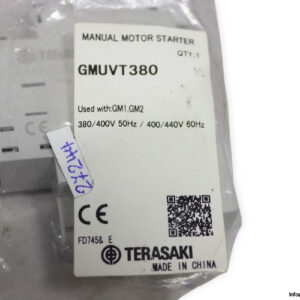 MANUAL MOTOR STARTER
QTY.1
GMUVT380
Used with:GM1,GM2
380/400V 50Hz / 400/440V 60Hz
CE
FD745& E
TERASAKI
MADE IN CHINA